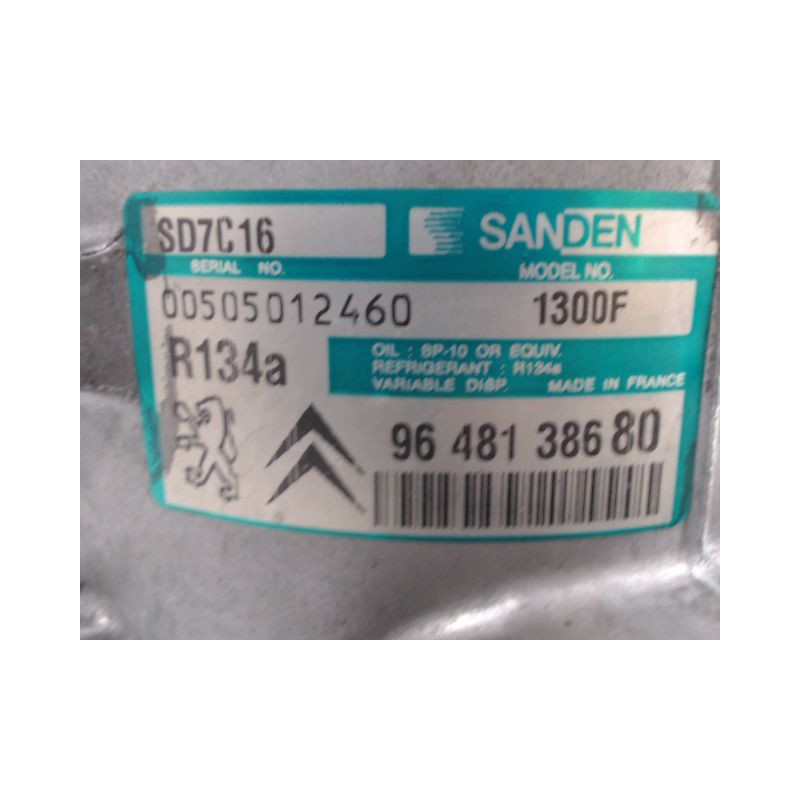 SD7C16
SANDEN
SERIAL NO.
MODEL NO.
00505012460
1300F
R134a
OIL : SP-10 OR EQUIV.
REFRIGERANT : R134a
VARIABLE DISP. MADE IN FRANCE
96 481 386 80